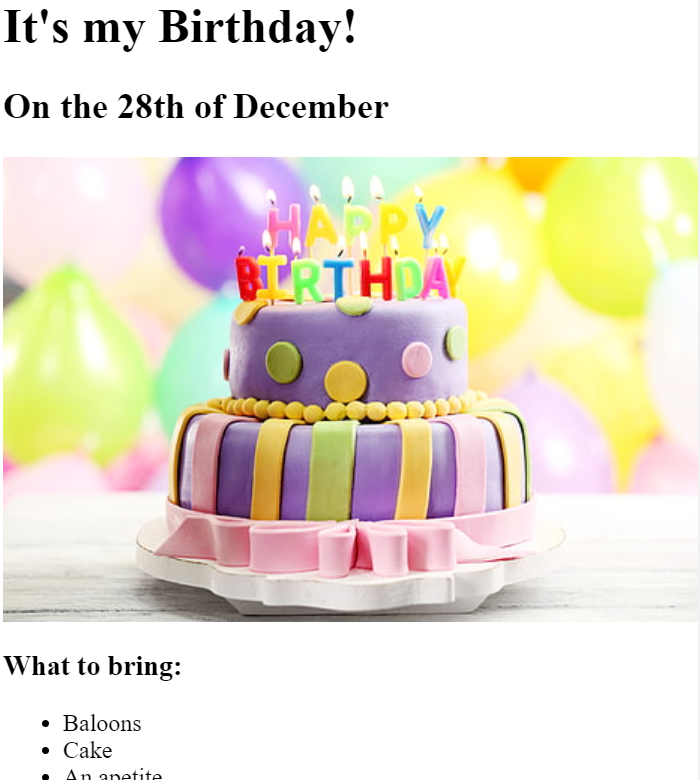 It's my Birthday!
On the 28th of December
HAPPY
BIRTHDAY
What to bring:
Baloons
Cake
An apetite